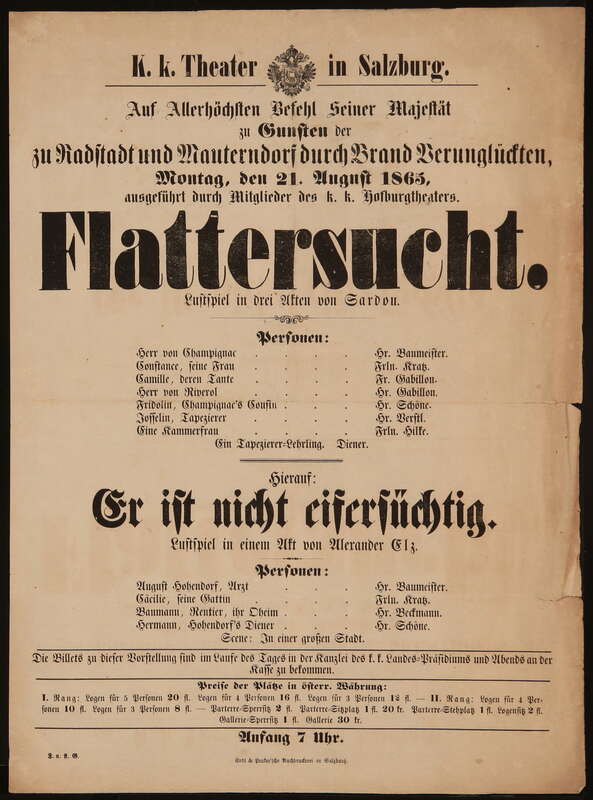 K. k. Theater in Salzburg.
Auf Allerhöchsten Befehl Seiner Majestät
zu Gunsten der
zu Radstadt und Mauterndorf durch Brand Verunglückten,
Montag, den 21. August 1865,
ausgeführt durch Mitglieder des k. k. Hofburgtheaters.
Flattersucht.
Lustspiel in drei Akten von Sardou.
Personen:
Herr von Champignac . . . . Hr. Baumeister.
Constance, seine Frau . . . . Frln. Kratz.
Camille, deren Tante . . . . Fr. Gabillon.
Herr von Riverol . . . . Hr. Gabillon.
Fridolin, Champignac's Cousin . . . . Hr. Schöne.
Josselin, Tapezierer . . . . Hr. Verstl.
Eine Kammerfrau . . . . Frln. Hilke.
Ein Tapezierer-Lehrling. Diener.
Hierauf:
Er ist nicht eifersüchtig.
Lustspiel in einem Akt von Alexander Elz.
Personen:
August Hohendorf, Arzt . . . . Hr. Baumeister.
Cäcilie, seine Gattin . . . . Frln. Kratz.
Baumann, Rentier, ihr Oheim . . . . Hr. Beckmann.
Hermann, Hohendorf's Diener . . . . Hr. Schöne.
Scene: In einer großen Stadt.
Die Billets zu dieser Vorstellung sind im Laufe des Tages in der Kanzlei des k. k. Landes-Präsidiums und Abends an der
Kasse zu bekommen.
Preise der Plätze in österr. Währung:
I. Rang: Logen für 5 Personen 20 fl. Logen für 4 Personen 16 fl. Logen für 3 Personen 12 fl. — II. Rang: Logen für 4 Per-
sonen 10 fl. Logen für 3 Personen 8 fl. — Parterre-Sperrsitz 2 fl. Parterre-Sitzplatz 1 fl. 20 kr. Parterre-Stehplatz 1 fl. Logensitz 2 fl.
Gallerie-Sperrsitz 1 fl. Gallerie 30 kr.
Anfang 7 Uhr.
Buchdruckerei in Salzburg.